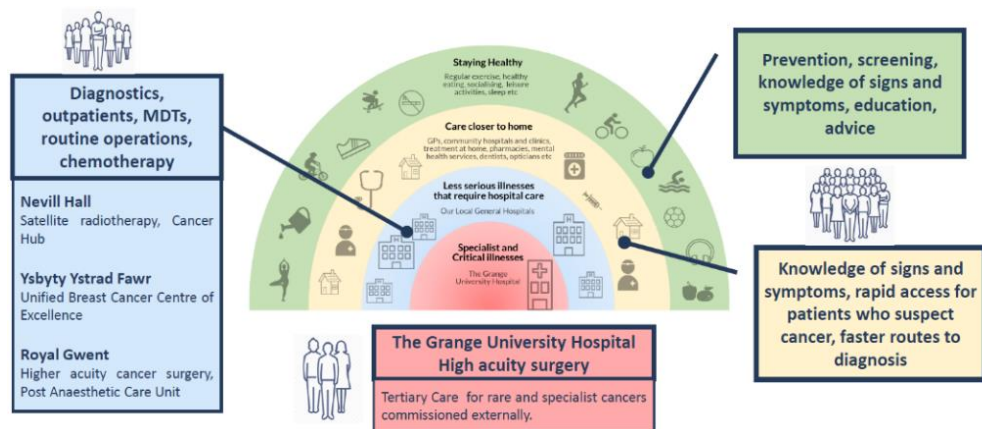 Diagnostics,
outpatients, MDTs,
routine operations,
chemotherapy
Nevill Hall
Satellite radiotherapy, Cancer
Hub
Ysbyty Ystrad Fawr
Unified Breast Cancer Centre of
Excellence
Royal Gwent
Higher acuity cancer surgery,
Post Anaesthetic Care Unit
Staying Healthy
Regular exercise, healthy
eating, socialising, leisure
activities, sleep etc
Care closer to home
GPs, community hospitals and clinics,
treatment at home, pharmacies, mental
health services, dentists, opticians etc
Less serious illnesses
that require hospital care
Our Local General Hospitals
Specialist and
Critical illnesses
The Grange
University Hospital
The Grange University Hospital
High acuity surgery
Tertiary Care for rare and specialist cancers
commissioned externally.
Prevention, screening,
knowledge of signs and
symptoms, education,
advice
Knowledge of signs and
symptoms, rapid access for
patients who suspect
cancer, faster routes to
diagnosis